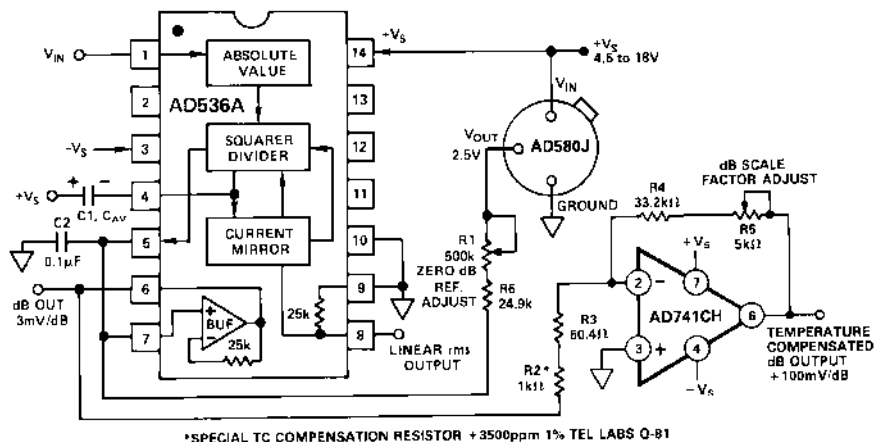 V_IN
1
ABSOLUTE
VALUE
14
+V_S
+V_S
4.5 to 18V
2
AD536A
13
V_IN
-V_S
3
SQUARER
DIVIDER
12
V_OUT
2.5V
AD580J
dB SCALE
FACTOR ADJUST
+V_S
+
-
C1, C_AV
4
11
GROUND
R4
33.2kΩ
R5
5kΩ
C2
0.1µF
5
CURRENT
MIRROR
10
R1
500k
ZERO dB
REF.
ADJUST
+V_S
dB OUT
3mV/dB
6
9
25k
R6
24.9k
R3
60.4Ω
2
-
7
AD741CH
6
7
+
BUF
-
25k
8
LINEAR rms
OUTPUT
R2*
1kΩ
3
+
4
-V_S
TEMPERATURE
COMPENSATED
dB OUTPUT
+100mV/dB
*SPECIAL TC COMPENSATION RESISTOR +3500ppm 1% TEL LABS Q-81